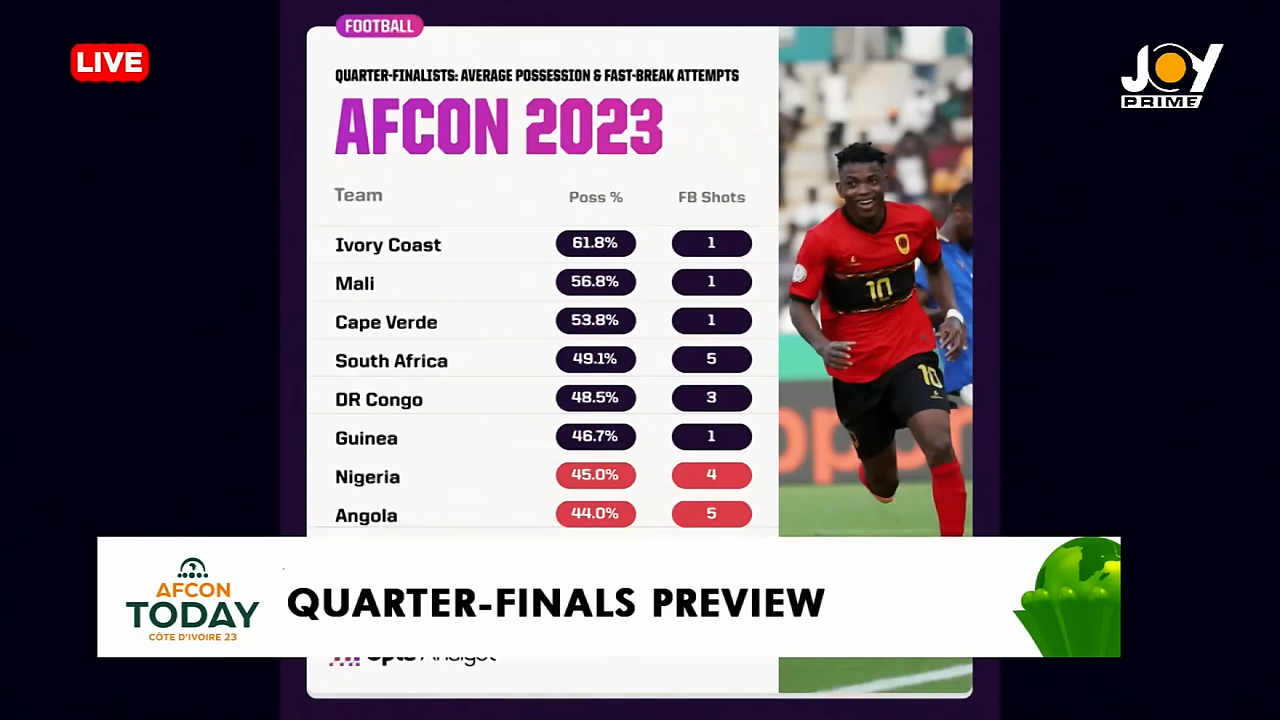 FOOTBALL
LIVE
JOY
PRIME
QUARTER-FINALISTS: AVERAGE POSSESSION & FAST-BREAK ATTEMPTS
AFCON 2023
Team Poss % FB Shots
Ivory Coast 61.8% 1
Mali 56.8% 1
Cape Verde 53.8% 1
South Africa 49.1% 5
DR Congo 48.5% 3
Guinea 46.7% 1
Nigeria 45.0% 4
Angola 44.0% 5
10
10
AFCON
TODAY
CÔTE D'IVOIRE 23
QUARTER-FINALS PREVIEW